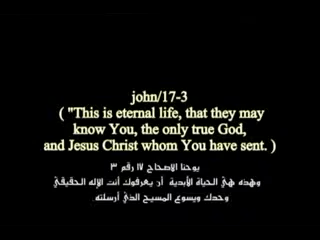 john/17-3
( "This is eternal life, that they may
know You, the only true God,
and Jesus Christ whom You have sent. )
يوحنا الاصحاح ١٧ رقم ٣
وهذه هي الحياة الأبدية أن يعرفوك أنت الإله الحقيقي
وحدك ويسوع المسيح الذي أرسلته.